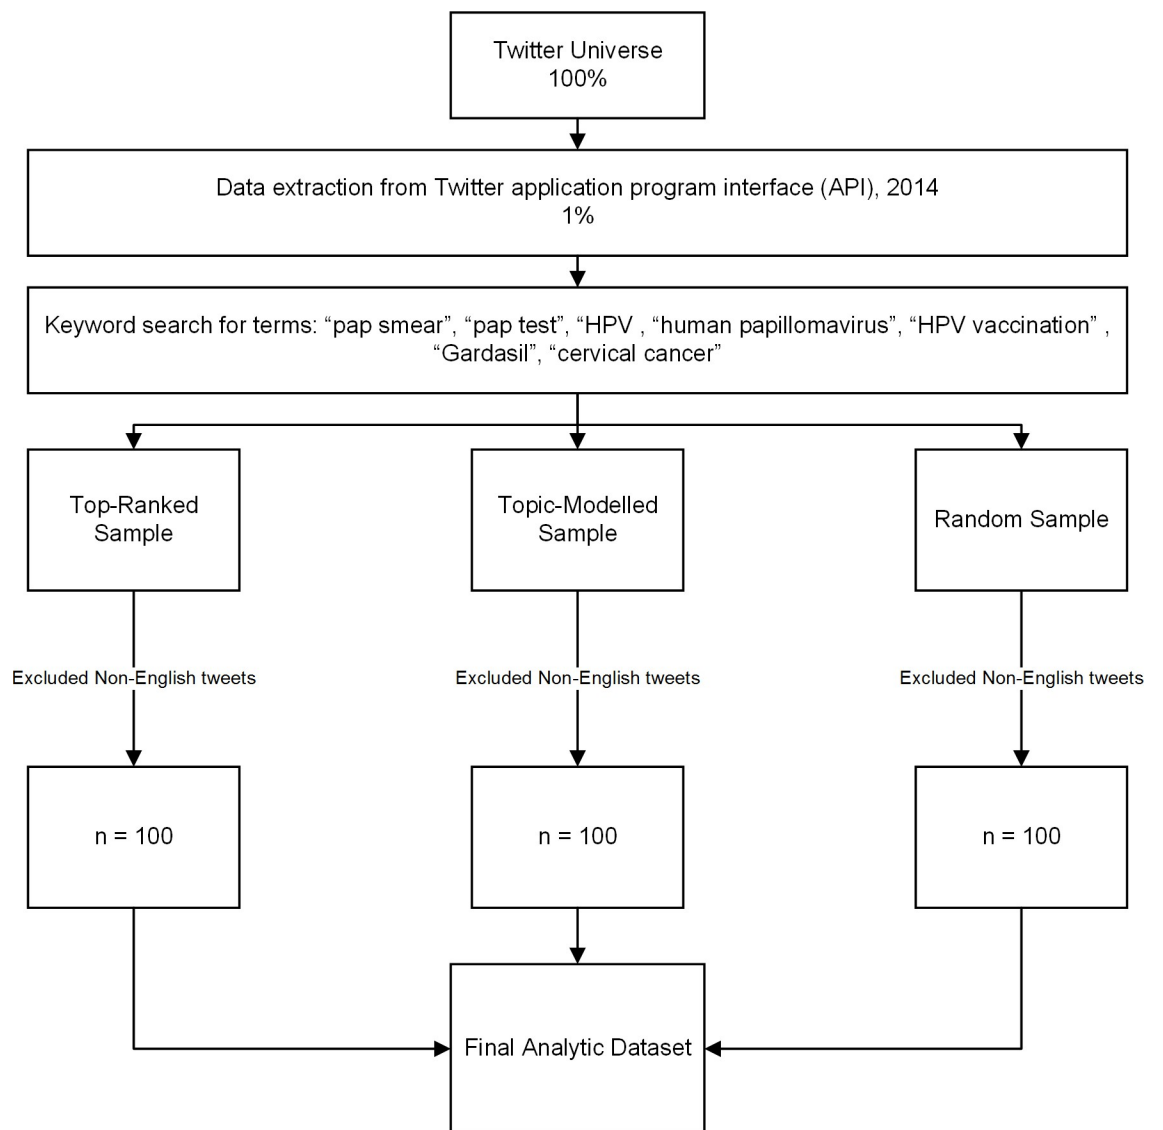 Twitter Universe
100%
Data extraction from Twitter application program interface (API), 2014
1%
Keyword search for terms: “pap smear”, “pap test”, “HPV , “human papillomavirus”, “HPV vaccination” ,
“Gardasil”, “cervical cancer”
Top-Ranked
Sample
Topic-Modelled
Sample
Random Sample
Excluded Non-English tweets
Excluded Non-English tweets
Excluded Non-English tweets
n = 100
n = 100
n = 100
Final Analytic Dataset